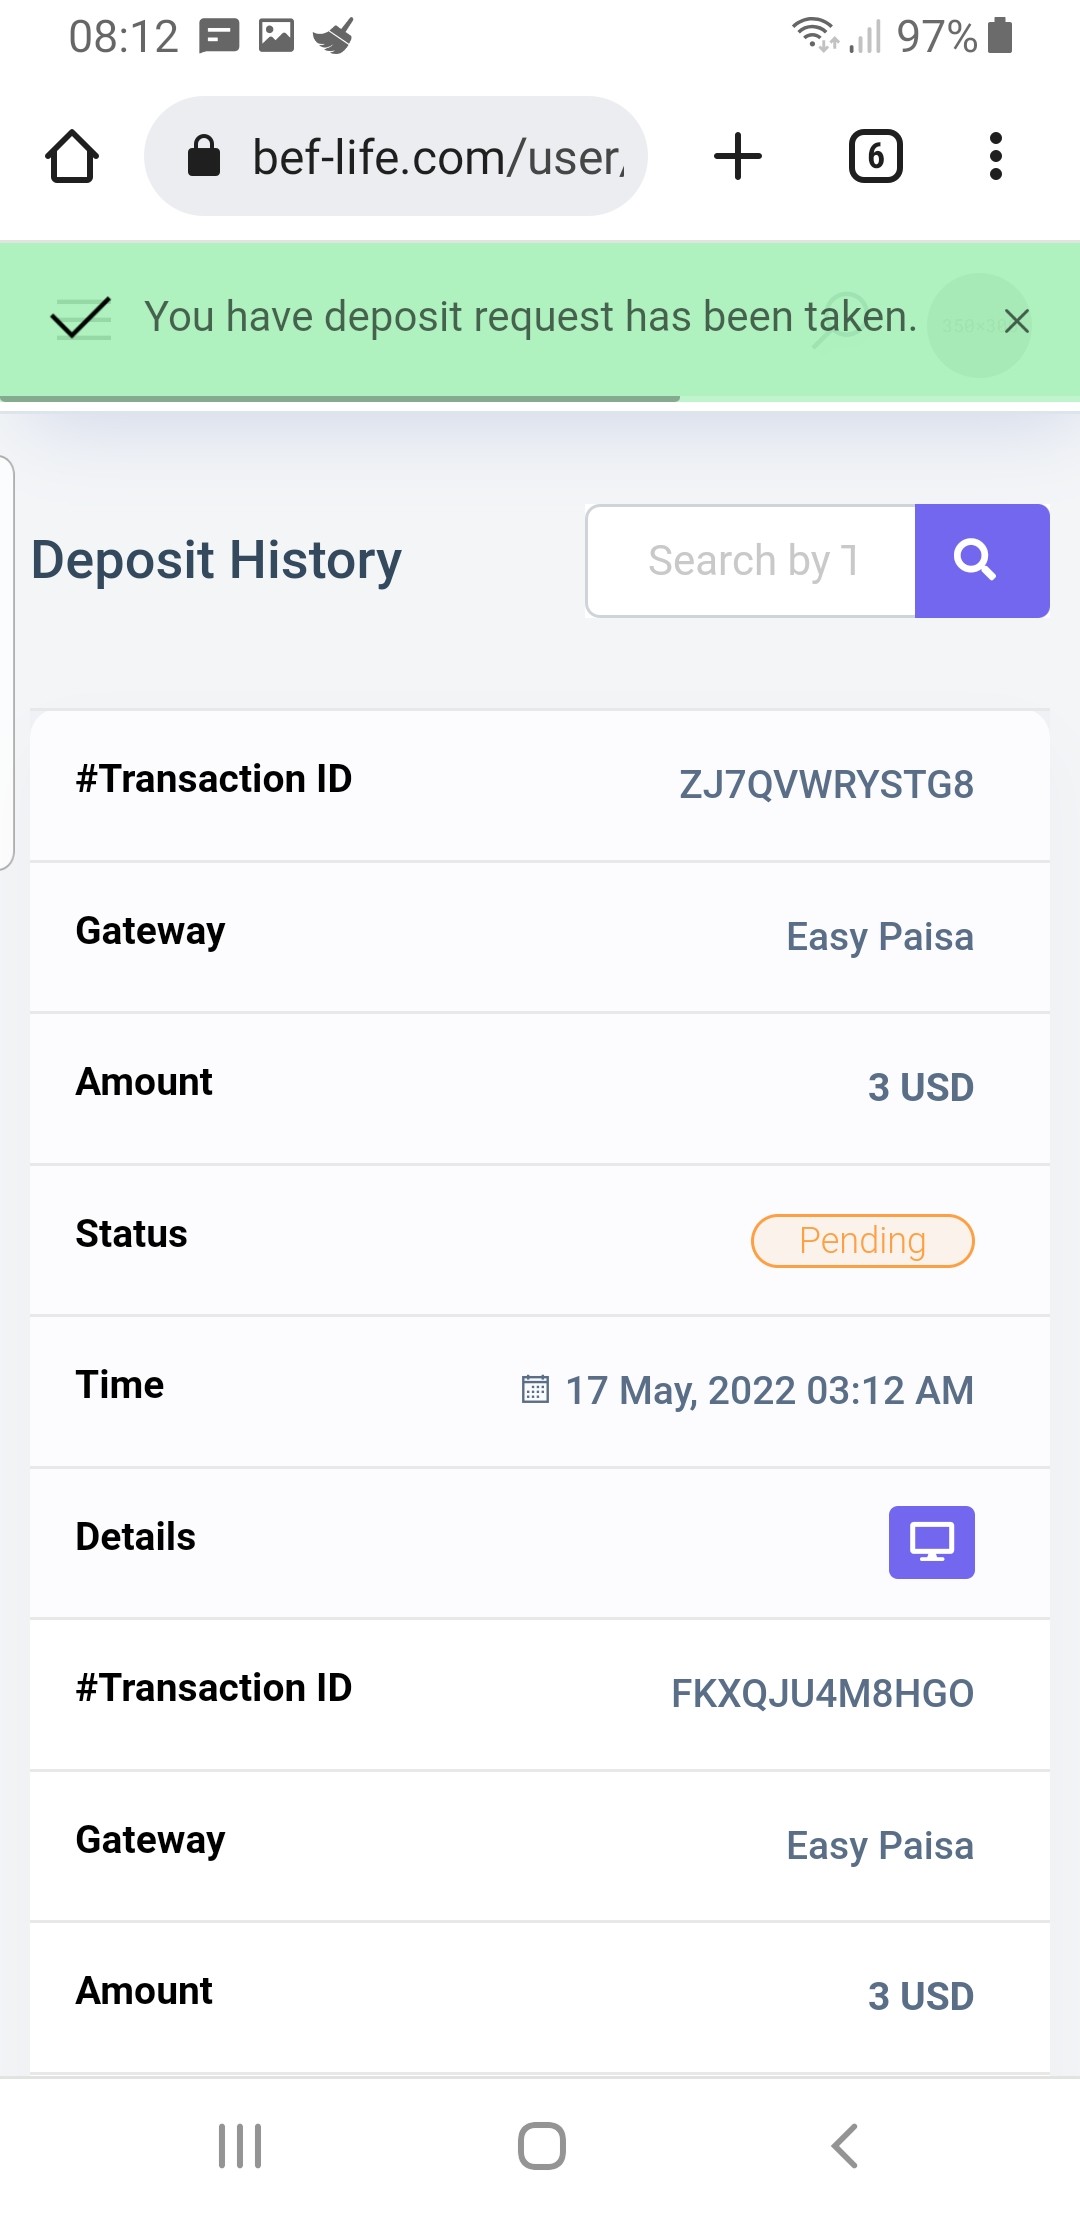 08:12
97%
bef-life.com/user/
6
You have deposit request has been taken.
Deposit History
Search by T
#Transaction ID
ZJ7QVWRYSTG8
Gateway
Easy Paisa
Amount
3 USD
Status
Pending
Time
17 May, 2022 03:12 AM
Details
#Transaction ID
FKXQJU4M8HGO
Gateway
Easy Paisa
Amount
3 USD